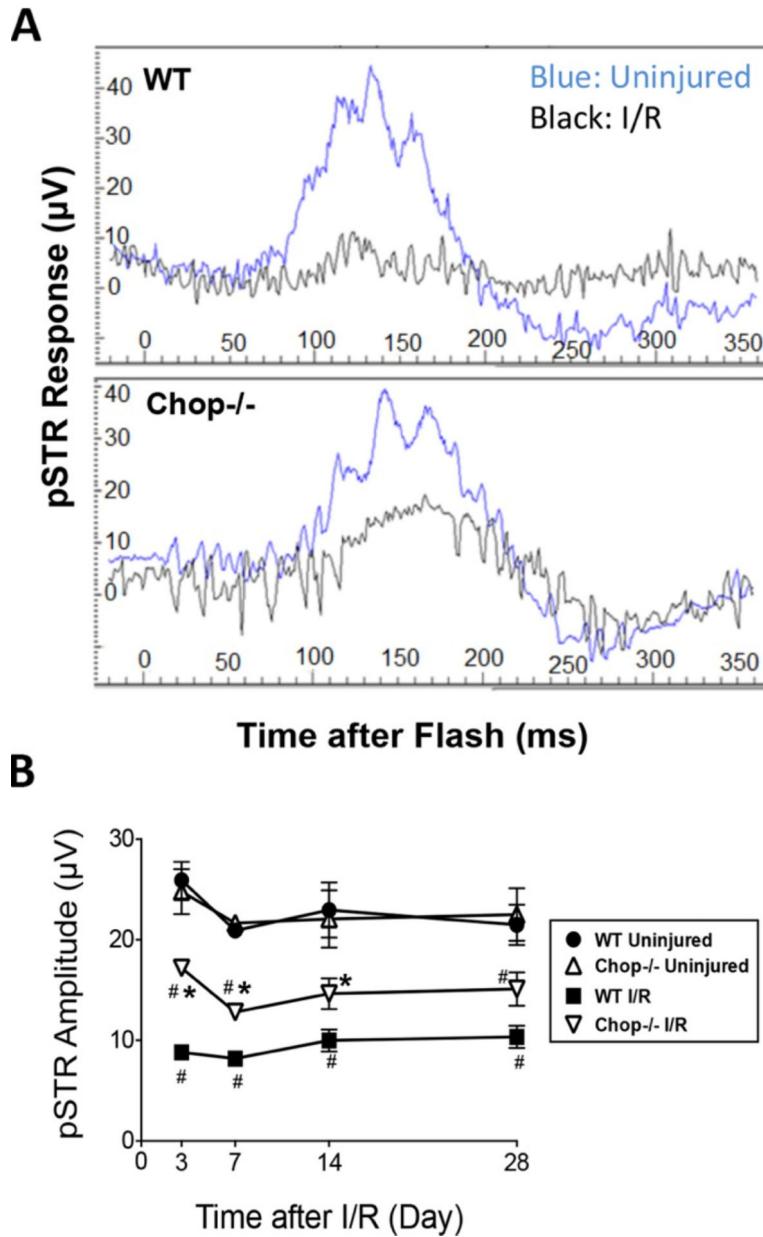 A
WT
Blue: Uninjured
Black: I/R
40
30
20
10
0
0 50 100 150 200 250 300 350
pSTR Response (µV)
Chop-/-
40
30
20
10
0
0 50 100 150 200 250 300 350
Time after Flash (ms)
B
30
20
10
0
pSTR Amplitude (µV)
#* #* * #
# # # #
0 3 7 14 28
Time after I/R (Day)
WT Uninjured
Chop-/- Uninjured
WT I/R
Chop-/- I/R